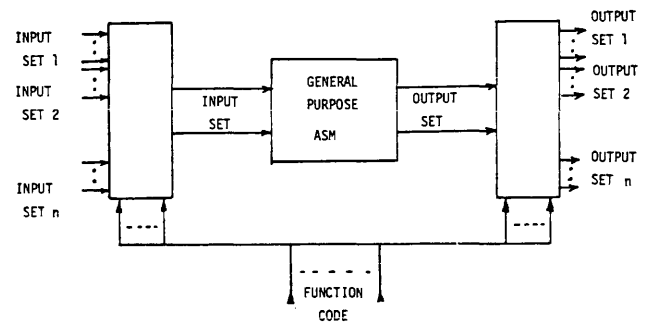 INPUT
SET 1
INPUT
SET 2
INPUT
SET n
INPUT
SET
GENERAL
PURPOSE
ASM
OUTPUT
SET
OUTPUT
SET 1
OUTPUT
SET 2
OUTPUT
SET n
FUNCTION
CODE